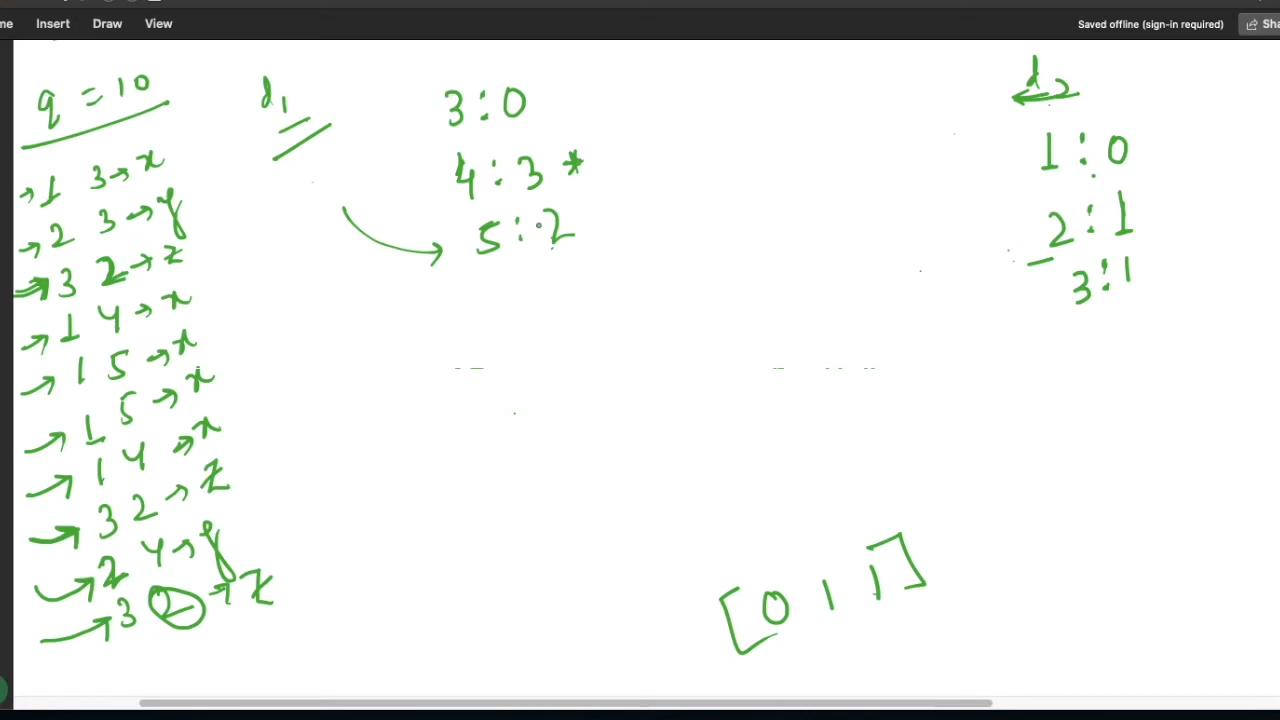 me Insert Draw View Saved offline (sign-in required) Sha
q = 10
d1
3:0
d2
1 3→x
4:3 *
1:0
2 3→y
5:2
2:1
3 2→z
3:1
1 4→x
1 5→x
1 5→x
1 4→x
3 2→z
2 4→y
3 2→z
[0 1 1]